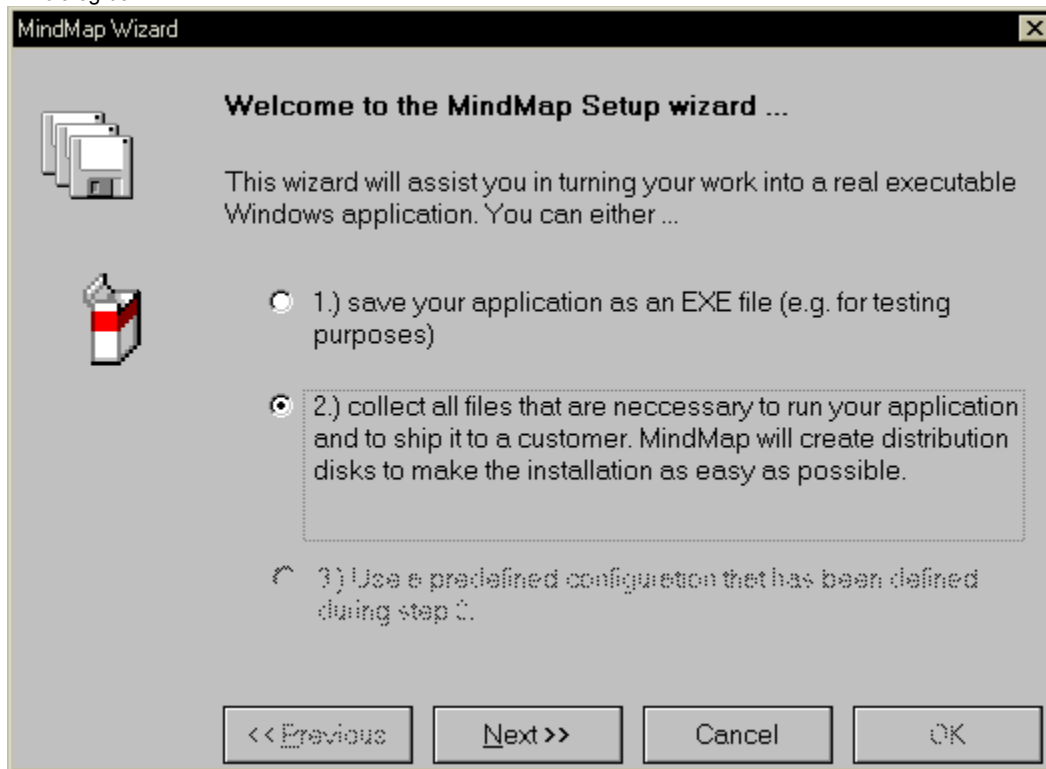 MindMap Wizard
Welcome to the MindMap Setup wizard ...
This wizard will assist you in turning your work into a real executable
Windows application. You can either ...
1.) save your application as an EXE file (e.g. for testing
purposes)
2.) collect all files that are neccessary to run your application
and to ship it to a customer. MindMap will create distribution
disks to make the installation as easy as possible.
3.) Use a predefined configuration that has been defined
during step 2.
<< Previous Next >> Cancel OK